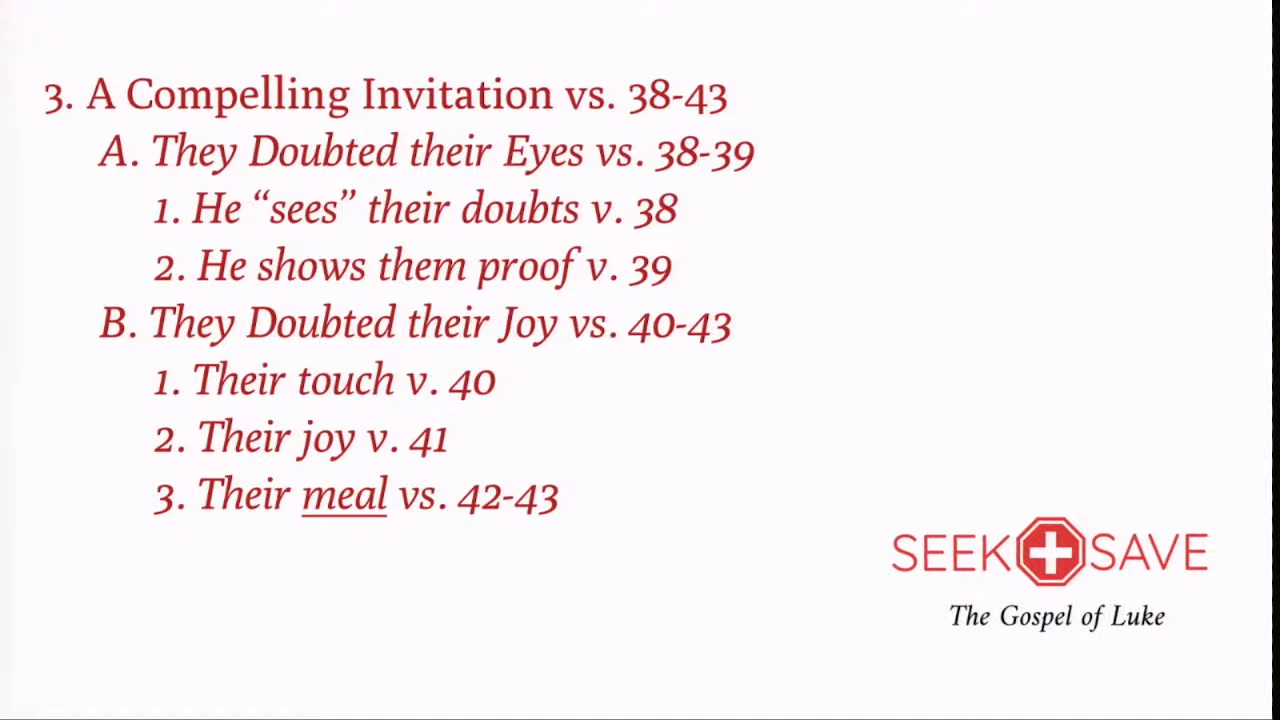 3. A Compelling Invitation vs. 38-43
A. They Doubted their Eyes vs. 38-39
1. He “sees” their doubts v. 38
2. He shows them proof v. 39
B. They Doubted their Joy vs. 40-43
1. Their touch v. 40
2. Their joy v. 41
3. Their meal vs. 42-43
SEEK SAVE
The Gospel of Luke